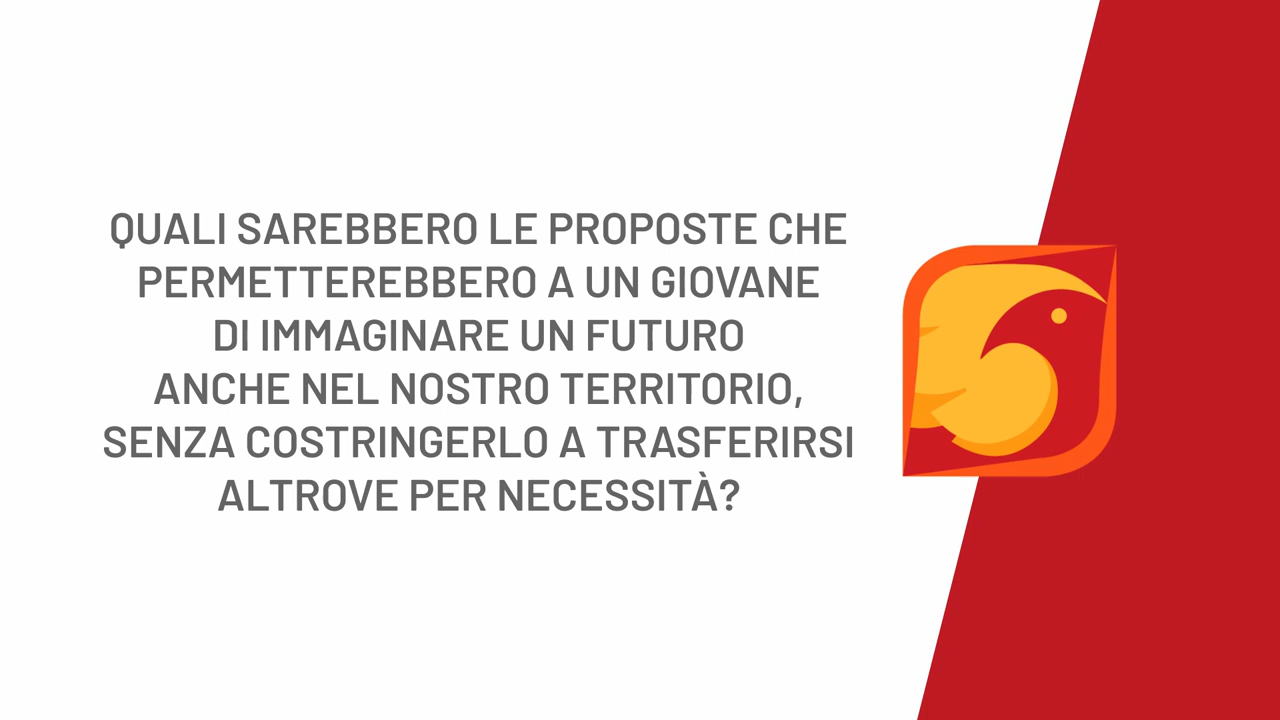 QUALI SAREBBERO LE PROPOSTE CHE
PERMETTEREBBERO A UN GIOVANE
DI IMMAGINARE UN FUTURO
ANCHE NEL NOSTRO TERRITORIO,
SENZA COSTRINGERLO A TRASFERIRSI
ALTROVE PER NECESSITÀ?